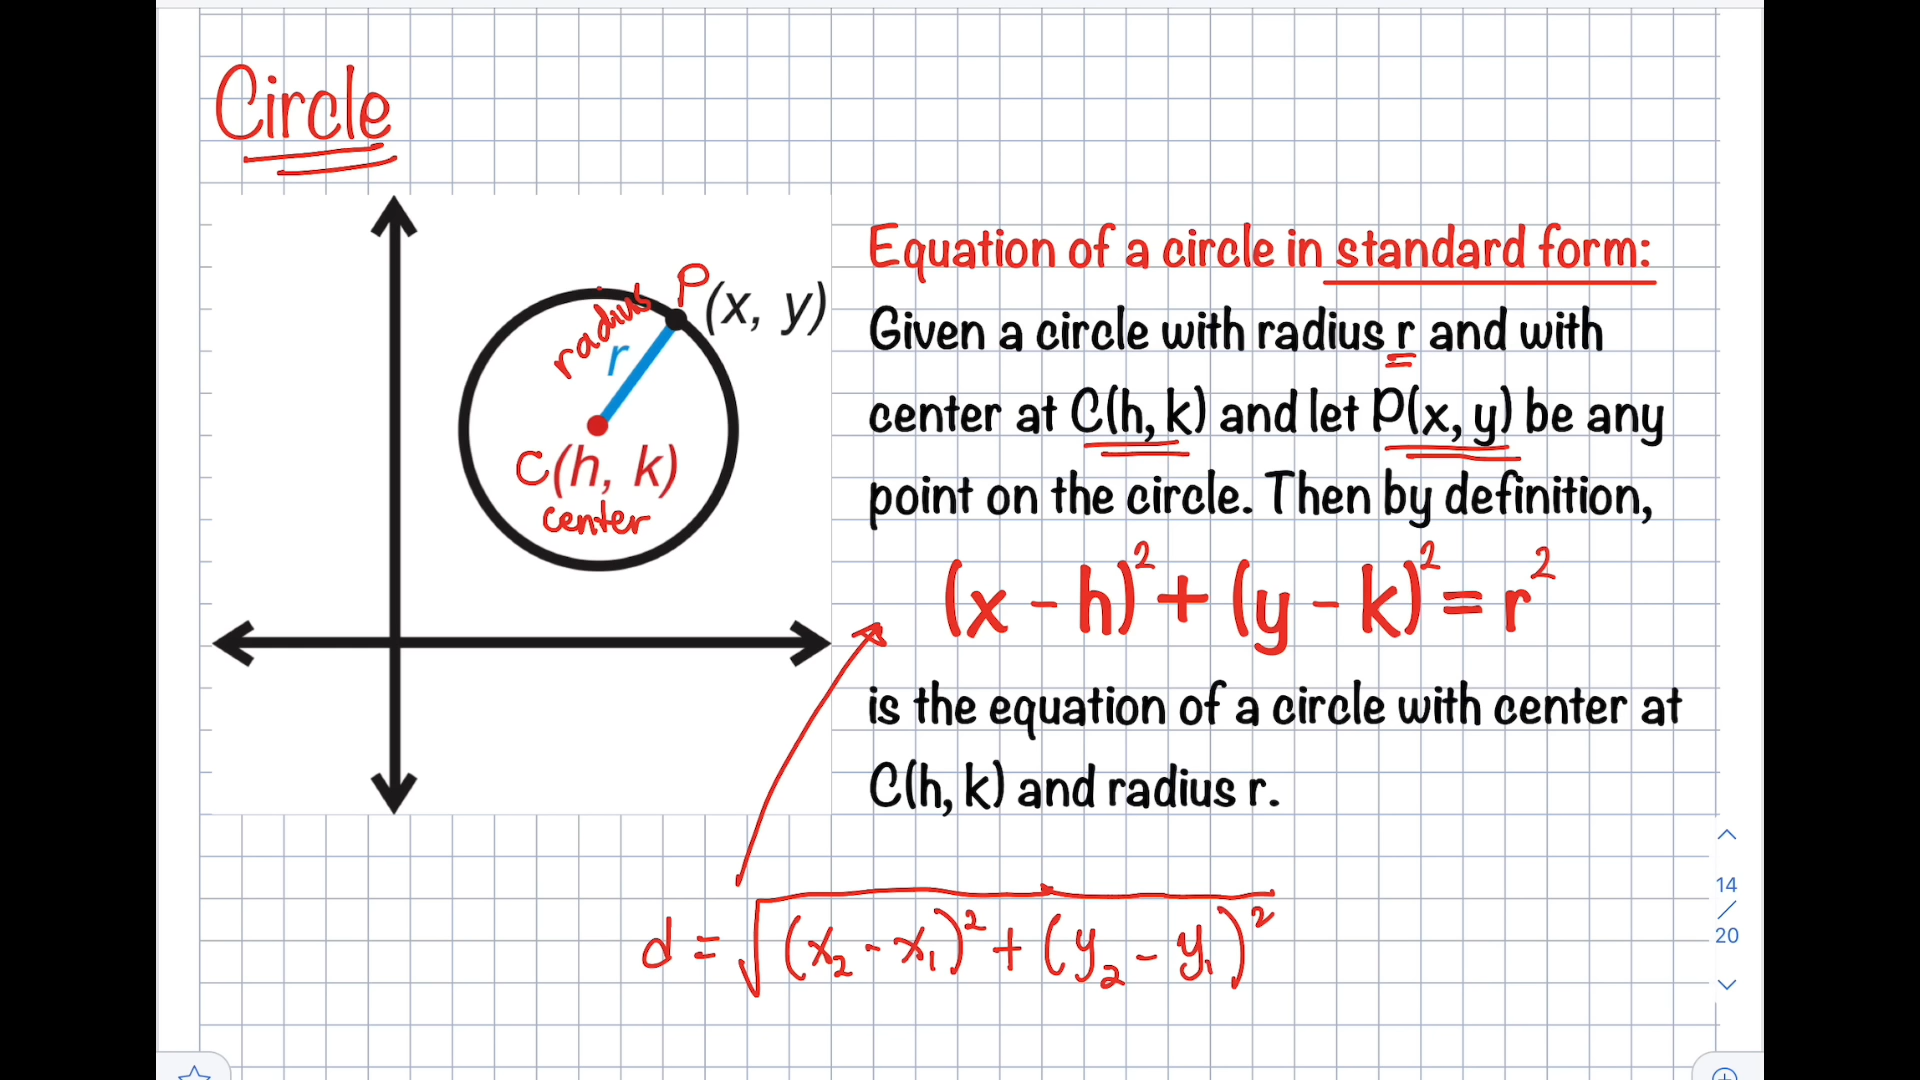 Circle
P
(x, y)
radius
r
C(h, k)
center
Equation of a circle in standard form:
Given a circle with radius r and with
center at C(h, k) and let P(x, y) be any
point on the circle. Then by definition,
(x - h)² + (y - k)² = r²
is the equation of a circle with center at
C(h, k) and radius r.
d = √(x₂ - x₁)² + (y₂ - y₁)²
14
/
20